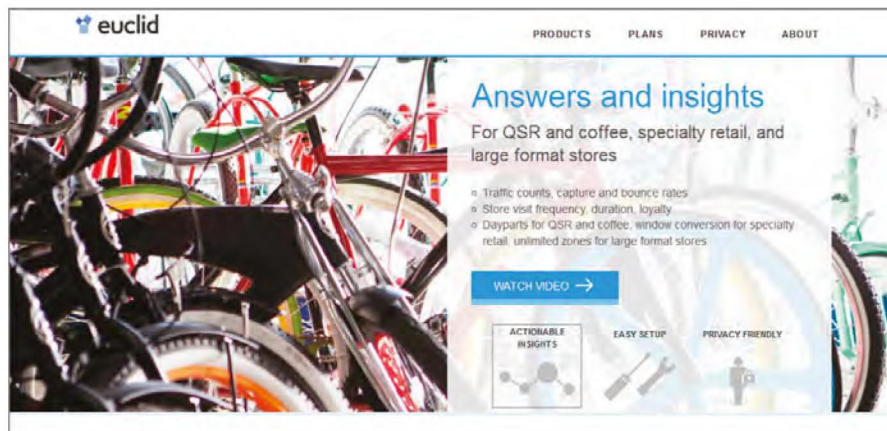 euclid
PRODUCTS PLANS PRIVACY ABOUT
Answers and insights
For QSR and coffee, specialty retail, and
large format stores
Traffic counts, capture and bounce rates
Store visit frequency, duration, loyalty
Dayparts for QSR and coffee, window conversion for specialty
retail, unlimited zones for large format stores
WATCH VIDEO →
ACTIONABLE
INSIGHTS
EASY SETUP
PRIVACY FRIENDLY